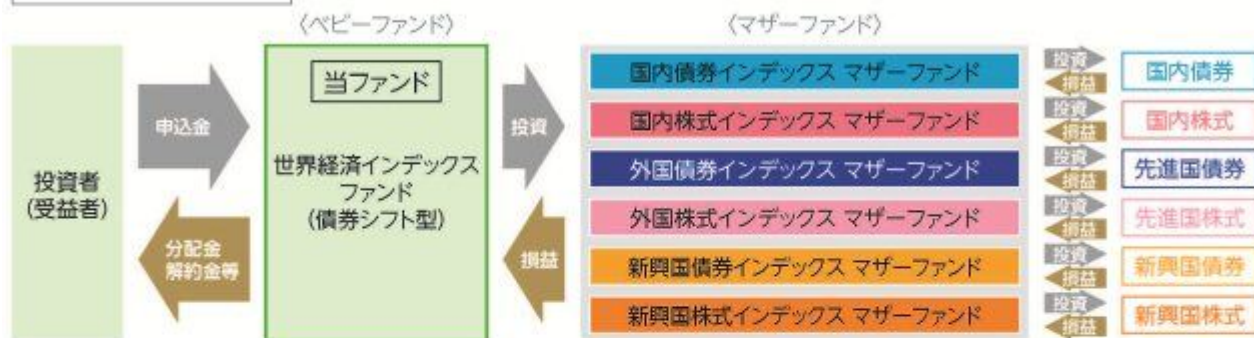 〈ベビーファンド〉
〈マザーファンド〉
投資者
(受益者)
申込金
分配金
解約金等
当ファンド
世界経済インデックス
ファンド
(債券シフト型)
投資
損益
国内債券インデックス マザーファンド
投資
損益
国内債券
国内株式インデックス マザーファンド
投資
損益
国内株式
外国債券インデックス マザーファンド
投資
損益
先進国債券
外国株式インデックス マザーファンド
投資
損益
先進国株式
新興国債券インデックス マザーファンド
投資
損益
新興国債券
新興国株式インデックス マザーファンド
投資
損益
新興国株式